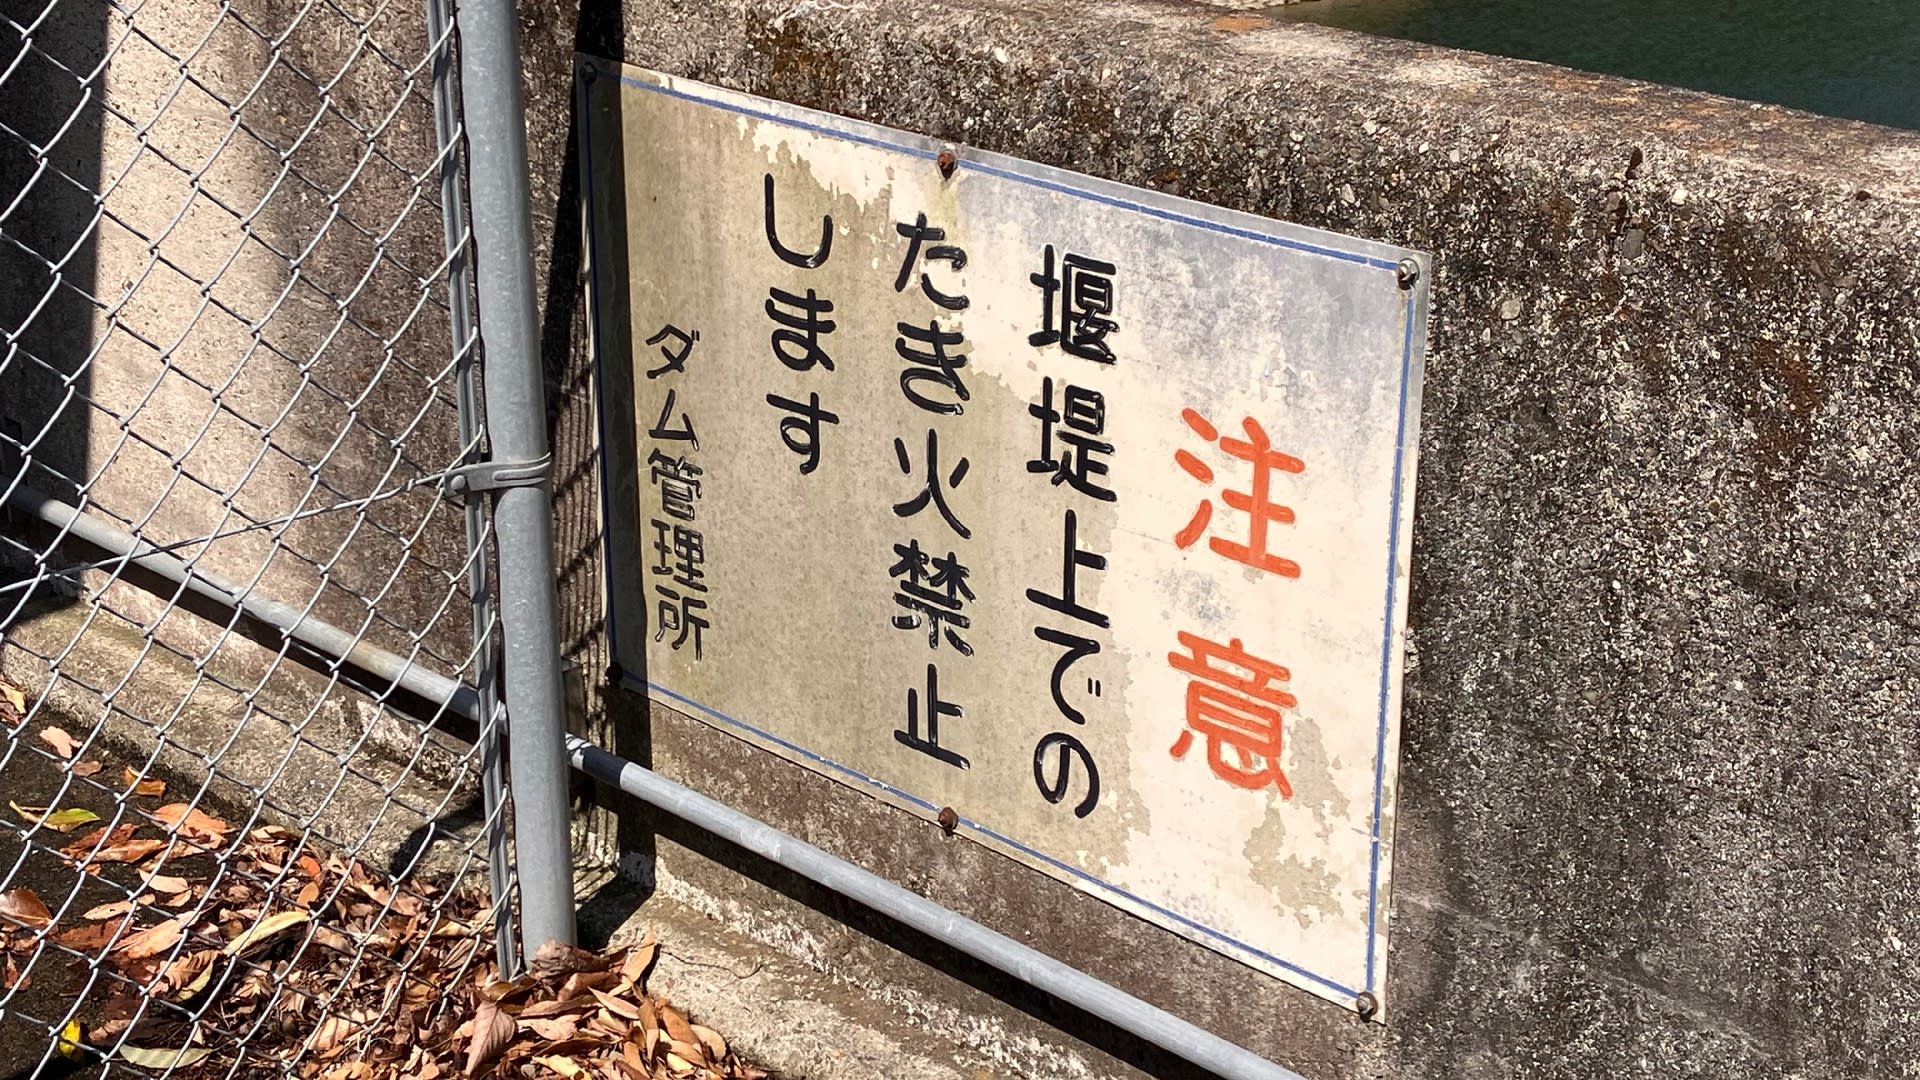 注意
堰堤上での
たき火禁止
します
ダム管理所